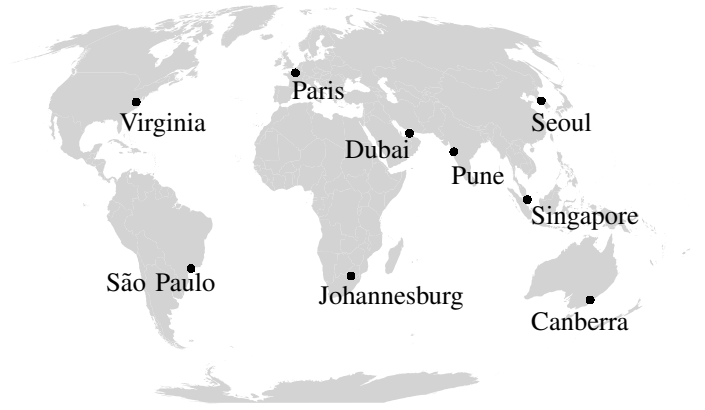 Paris
Virginia
Seoul
Dubai
Pune
Singapore
São Paulo
Johannesburg
Canberra